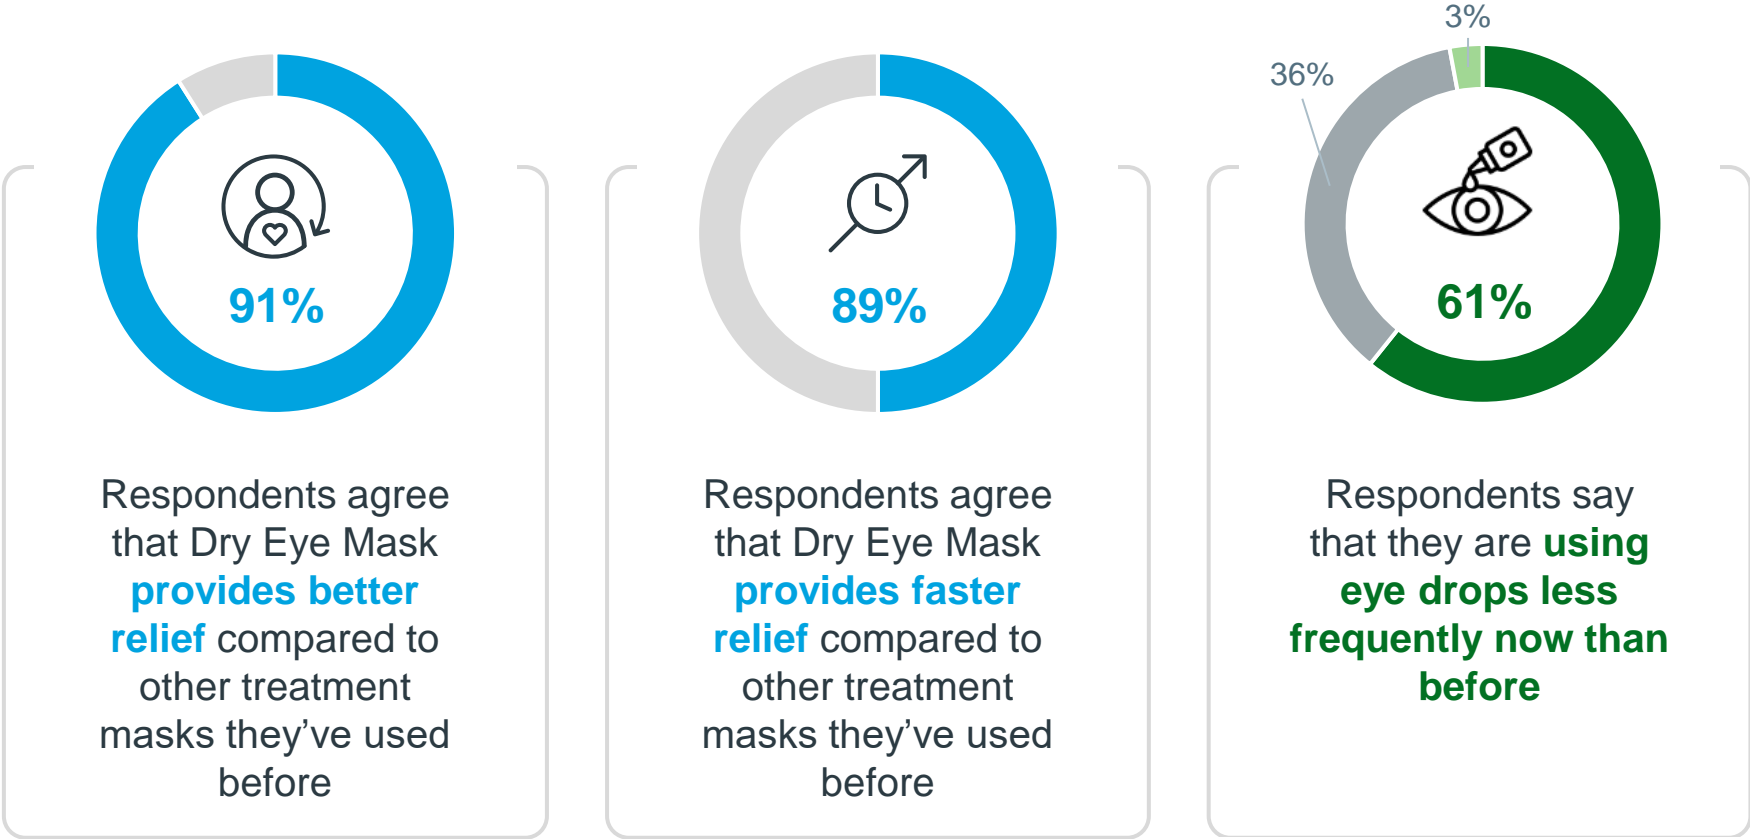 91%
Respondents agree
that Dry Eye Mask
provides better
relief compared to
other treatment
masks they’ve used
before
89%
Respondents agree
that Dry Eye Mask
provides faster
relief compared to
other treatment
masks they’ve used
before
3%
36%
61%
Respondents say
that they are using
eye drops less
frequently now than
before